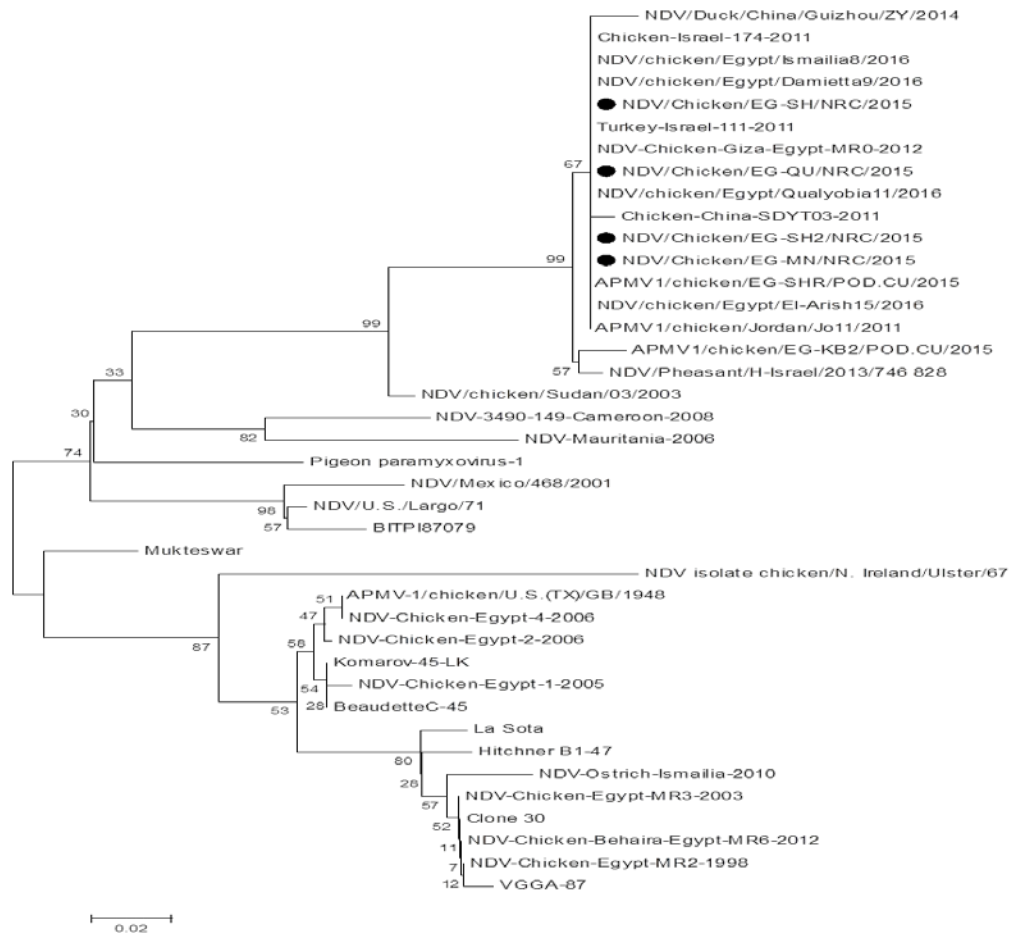 NDV/Duck/China/Guizhou/ZY/2014
Chicken-Israel-174-2011
NDV/chicken/Egypt/Ismailia8/2016
NDV/chicken/Egypt/Damietta9/2016
NDV/Chicken/EG-SH/NRC/2015
Turkey-Israel-111-2011
NDV-Chicken-Giza-Egypt-MR0-2012
67
NDV/Chicken/EG-QU/NRC/2015
NDV/chicken/Egypt/Qualyobia11/2016
Chicken-China-SDYT03-2011
NDV/Chicken/EG-SH2/NRC/2015
99
NDV/Chicken/EG-MN/NRC/2015
APMV1/chicken/EG-SHR/POD.CU/2015
NDV/chicken/Egypt/El-Arish15/2016
99
APMV1/chicken/Jordan/Jo11/2011
APMV1/chicken/EG-KB2/POD.CU/2015
57
NDV/Pheasant/H-Israel/2013/746 828
33
NDV/chicken/Sudan/03/2003
30
NDV-3490-149-Cameroon-2008
82
NDV-Mauritania-2006
74
Pigeon paramyxovirus-1
NDV/Mexico/468/2001
98
NDV/U.S./Largo/71
57
BITPI87079
Mukteswar
NDV isolate chicken/N. Ireland/Ulster/67
51
APMV-1/chicken/U.S.(TX)/GB/1948
47
NDV-Chicken-Egypt-4-2006
58
NDV-Chicken-Egypt-2-2006
87
Komarov-45-LK
54
NDV-Chicken-Egypt-1-2005
53
28
BeaudetteC-45
La Sota
Hitchner B1-47
80
NDV-Ostrich-Ismailia-2010
28
57
NDV-Chicken-Egypt-MR3-2003
Clone 30
52
NDV-Chicken-Behaira-Egypt-MR6-2012
11
NDV-Chicken-Egypt-MR2-1998
7
12
VGGA-87
0.02